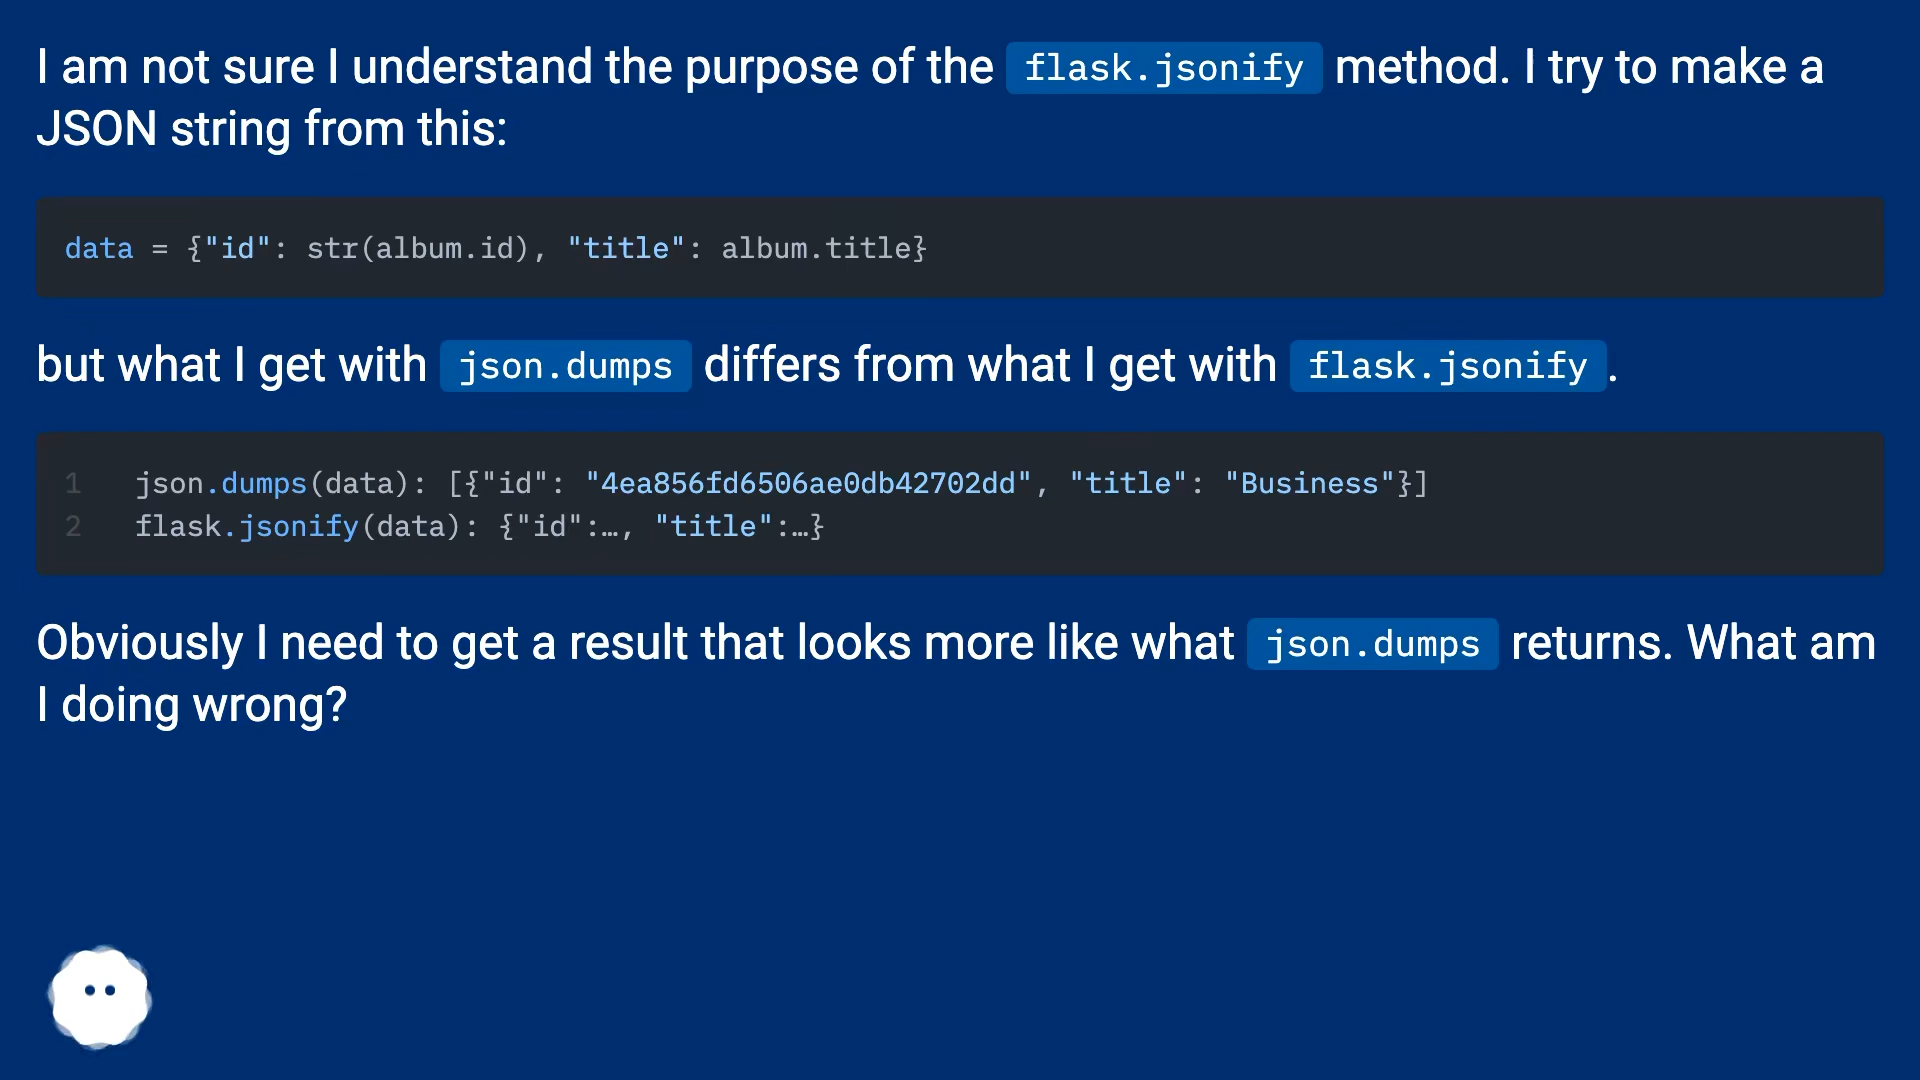 I am not sure I understand the purpose of the flask.jsonify method. I try to make a
JSON string from this:
data = {"id": str(album.id), "title": album.title}
but what I get with json.dumps differs from what I get with flask.jsonify.
1 json.dumps(data): [{"id": "4ea856fd6506ae0db42702dd", "title": "Business"}]
2 flask.jsonify(data): {"id":…, "title":…}
Obviously I need to get a result that looks more like what json.dumps returns. What am
I doing wrong?